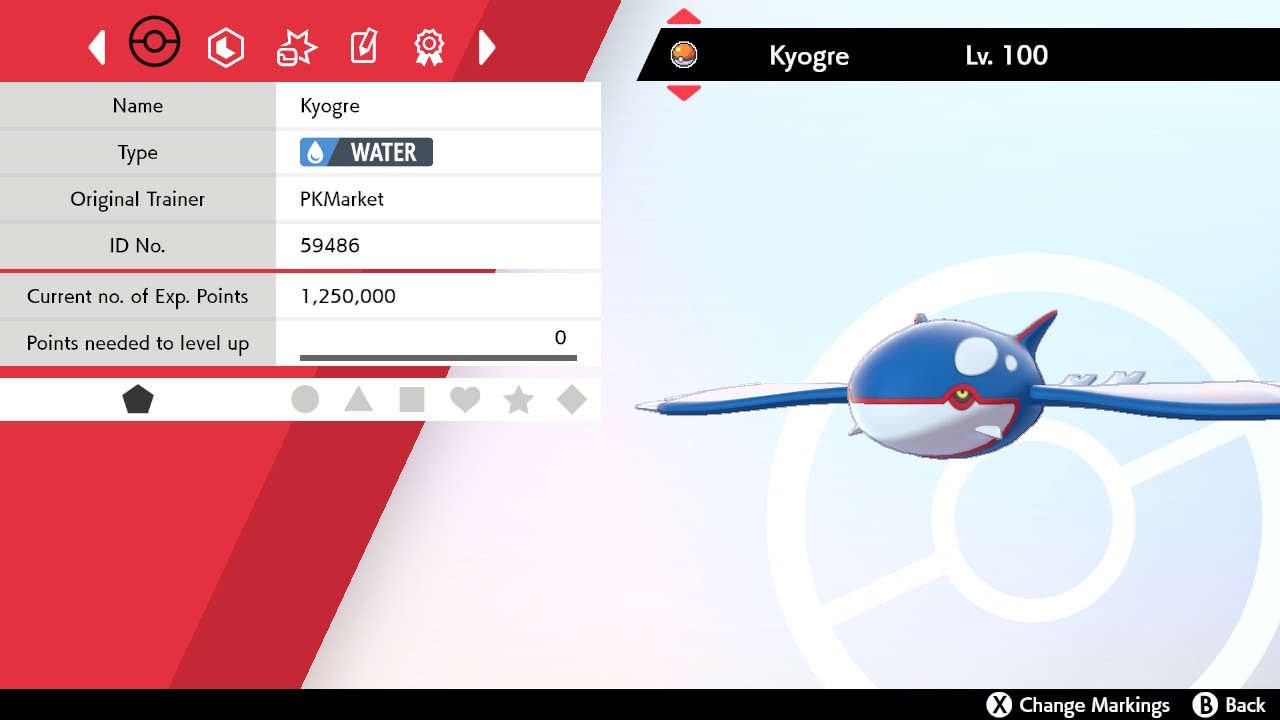 Kyogre Lv. 100
Name Kyogre
Type WATER
Original Trainer PKMarket
ID No. 59486
Current no. of Exp. Points 1,250,000
Points needed to level up 0
X Change Markings B Back